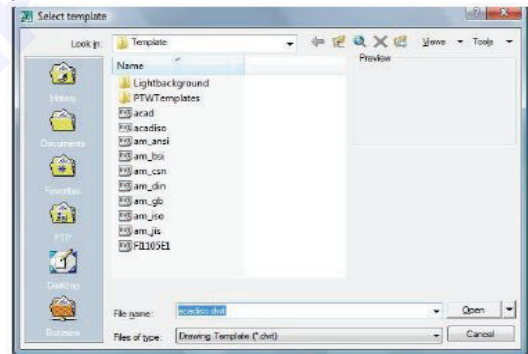 Select template
Look in: Template Views Tools
Name
Preview
Lightbackground
PTWTemplates
acad
acadiso
am_ansi
am_bsi
am_csn
am_din
am_gb
am_iso
am_jis
FI1105E1
History
Documents
Favorites
FTP
Desktop
File name: acadiso.dwt Open
Files of type: Drawing Template (*.dwt) Cancel